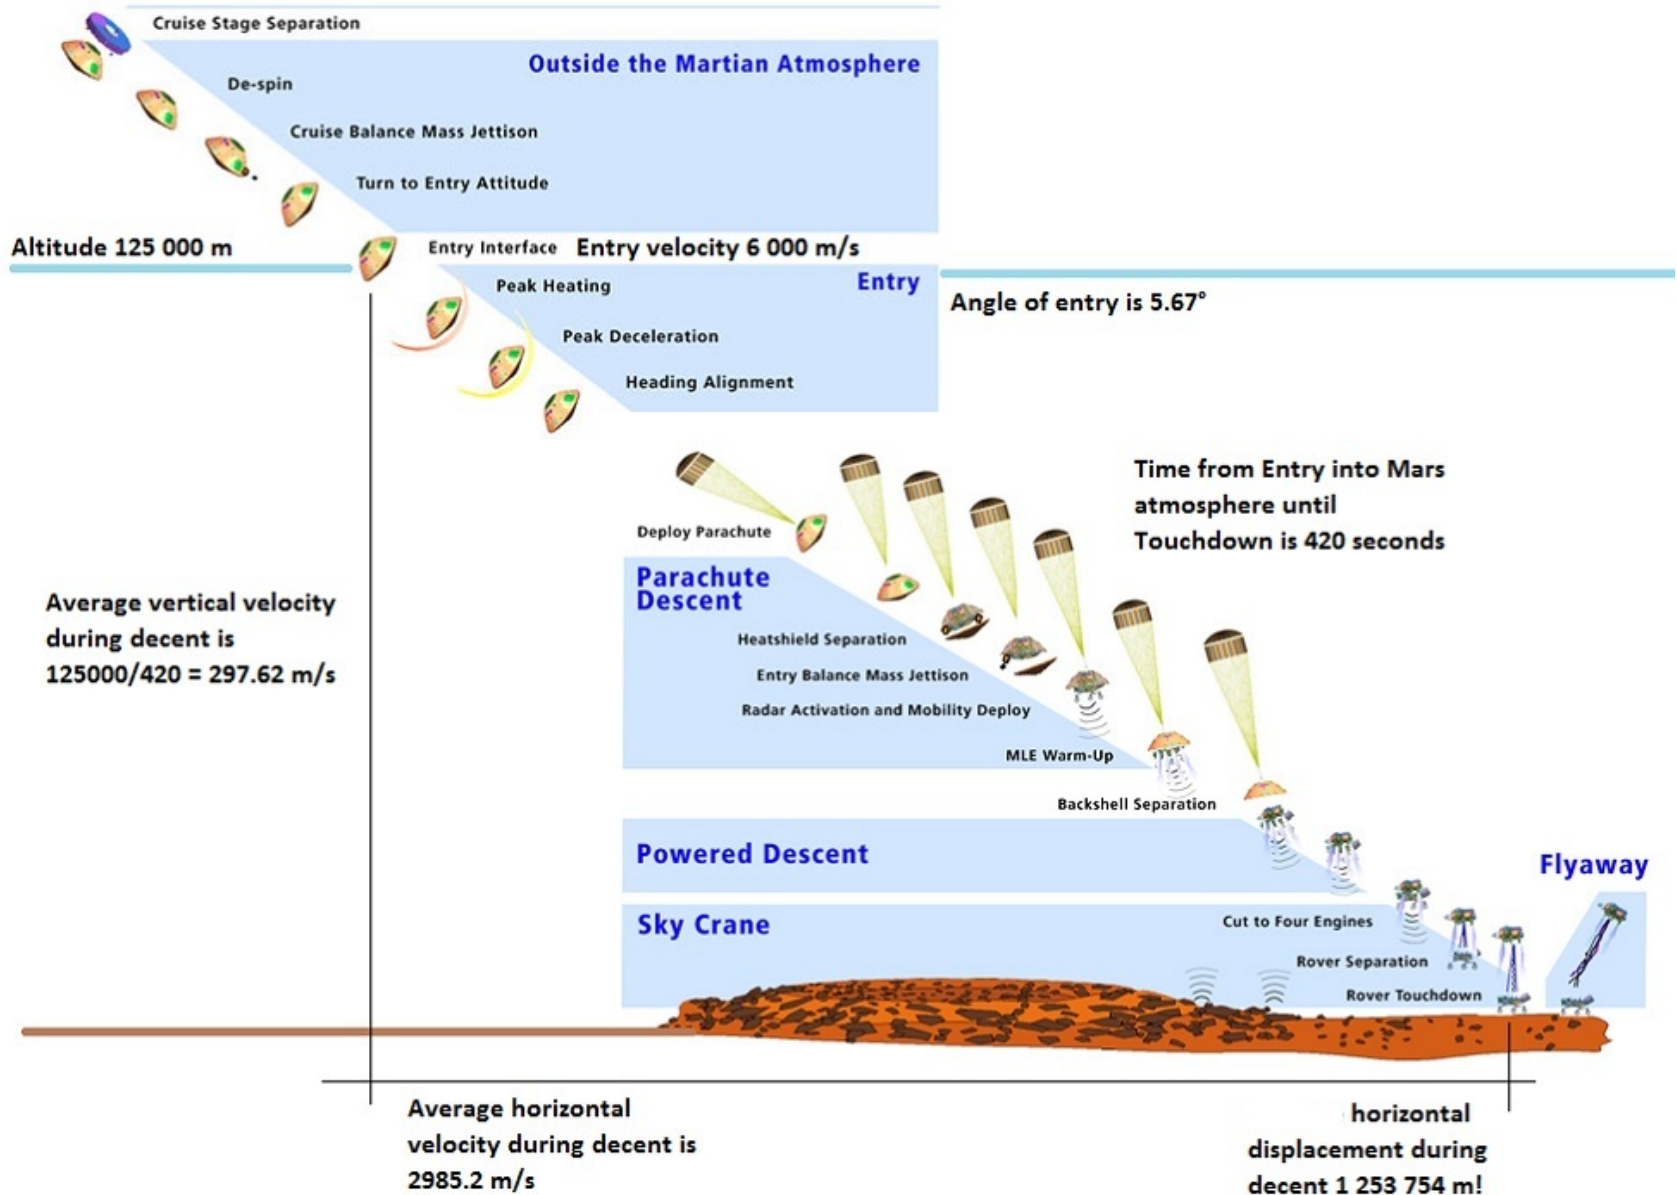 Cruise Stage Separation
Outside the Martian Atmosphere
De-spin
Cruise Balance Mass Jettison
Turn to Entry Attitude
Altitude 125 000 m
Entry Interface
Entry velocity 6 000 m/s
Entry
Peak Heating
Angle of entry is 5.67°
Peak Deceleration
Heading Alignment
Time from Entry into Mars
atmosphere until
Touchdown is 420 seconds
Deploy Parachute
Parachute
Descent
Average vertical velocity
during decent is
125000/420 = 297.62 m/s
Heatshield Separation
Entry Balance Mass Jettison
Radar Activation and Mobility Deploy
MLE Warm-Up
Backshell Separation
Powered Descent
Flyaway
Sky Crane
Cut to Four Engines
Rover Separation
Rover Touchdown
Average horizontal
velocity during decent is
2985.2 m/s
horizontal
displacement during
decent 1 253 754 m!